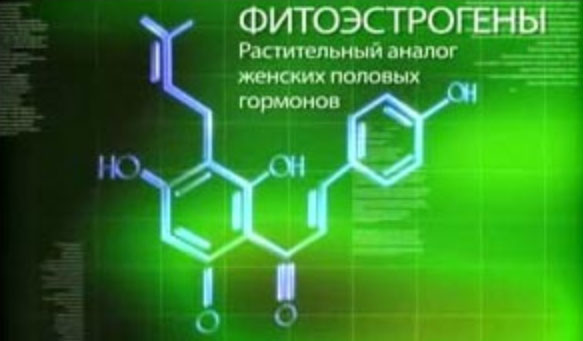 ФИТОЭСТРОГЕНЫ
Растительный аналог
женских половых
гормонов
OH
HO
OH
O
O